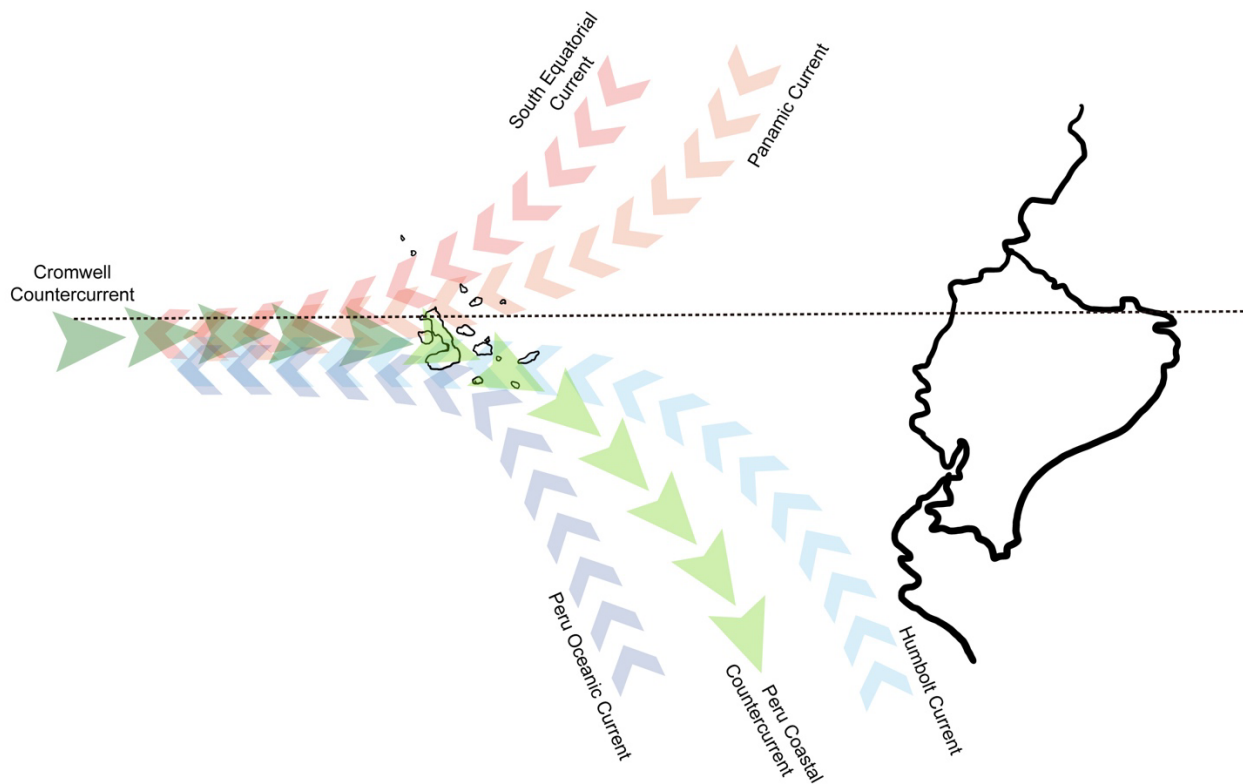 South Equatorial
Current
Panamic Current
Cromwell
Countercurrent
Peru Oceanic Current
Peru Coastal
Countercurrent
Humbolt Current